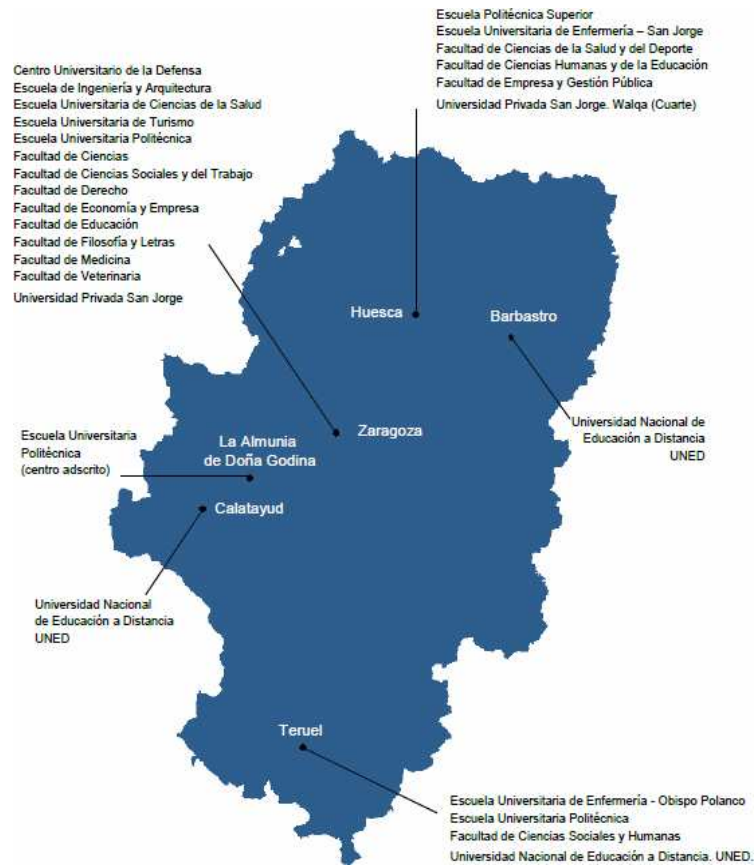 Escuela Politécnica Superior
Escuela Universitaria de Enfermería – San Jorge
Facultad de Ciencias de la Salud y del Deporte
Facultad de Ciencias Humanas y de la Educación
Facultad de Empresa y Gestión Pública
Universidad Privada San Jorge. Walqa (Cuarte)
Centro Universitario de la Defensa
Escuela de Ingeniería y Arquitectura
Escuela Universitaria de Ciencias de la Salud
Escuela Universitaria de Turismo
Escuela Universitaria Politécnica
Facultad de Ciencias
Facultad de Ciencias Sociales y del Trabajo
Facultad de Derecho
Facultad de Economía y Empresa
Facultad de Educación
Facultad de Filosofía y Letras
Facultad de Medicina
Facultad de Veterinaria
Universidad Privada San Jorge
Huesca
Barbastro
Universidad Nacional de
Educación a Distancia
UNED
Zaragoza
Escuela Universitaria
Politécnica
(centro adscrito)
La Almunia
de Doña Godina
Calatayud
Universidad Nacional
de Educación a Distancia
UNED
Teruel
Escuela Universitaria de Enfermería - Obispo Polanco
Escuela Universitaria Politécnica
Facultad de Ciencias Sociales y Humanas
Universidad Nacional de Educación a Distancia. UNED.